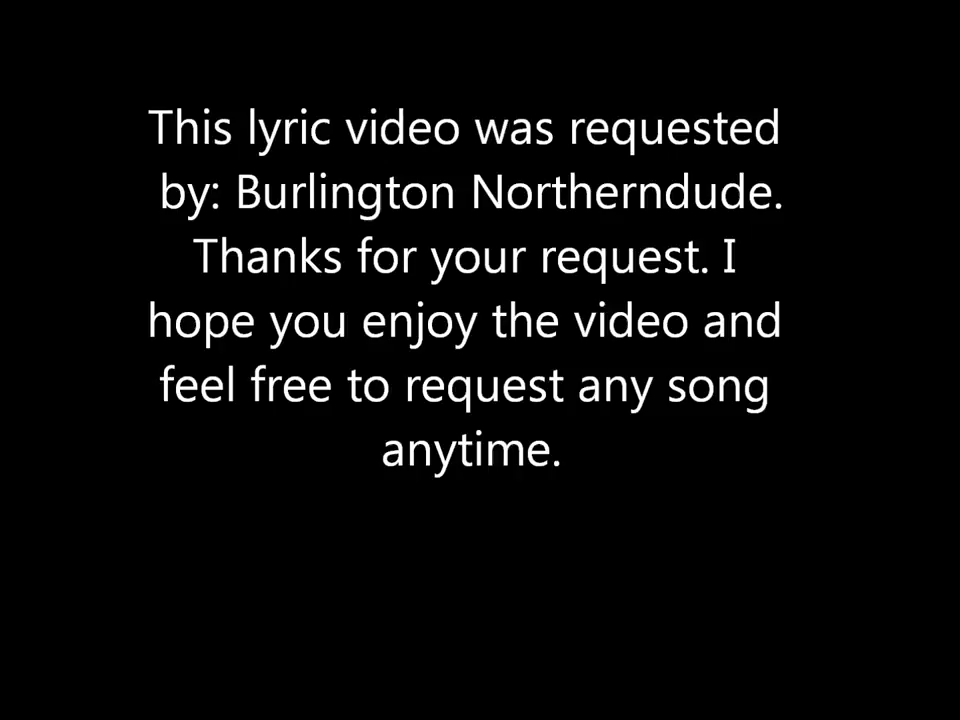 This lyric video was requested
by: Burlington Northerndude.
Thanks for your request. I
hope you enjoy the video and
feel free to request any song
anytime.